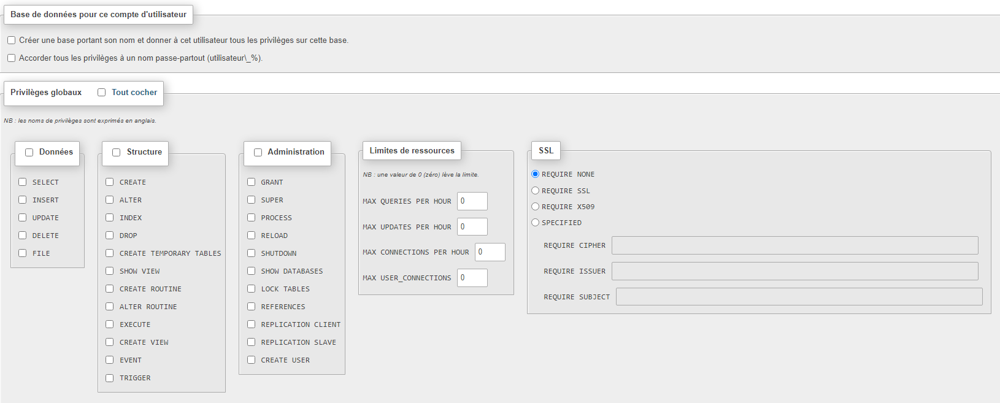 Base de données pour ce compte d'utilisateur
Créer une base portant son nom et donner à cet utilisateur tous les privilèges sur cette base.
Accorder tous les privilèges à un nom passe-partout (utilisateur\_%).
Privilèges globaux Tout cocher
NB : les noms de privilèges sont exprimés en anglais.
Données
SELECT
INSERT
UPDATE
DELETE
FILE
Structure
CREATE
ALTER
INDEX
DROP
CREATE TEMPORARY TABLES
SHOW VIEW
CREATE ROUTINE
ALTER ROUTINE
EXECUTE
CREATE VIEW
EVENT
TRIGGER
Administration
GRANT
SUPER
PROCESS
RELOAD
SHUTDOWN
SHOW DATABASES
LOCK TABLES
REFERENCES
REPLICATION CLIENT
REPLICATION SLAVE
CREATE USER
Limites de ressources
NB : une valeur de 0 (zéro) lève la limite.
MAX QUERIES PER HOUR 0
MAX UPDATES PER HOUR 0
MAX CONNECTIONS PER HOUR 0
MAX USER_CONNECTIONS 0
SSL
REQUIRE NONE
REQUIRE SSL
REQUIRE X509
SPECIFIED
REQUIRE CIPHER
REQUIRE ISSUER
REQUIRE SUBJECT